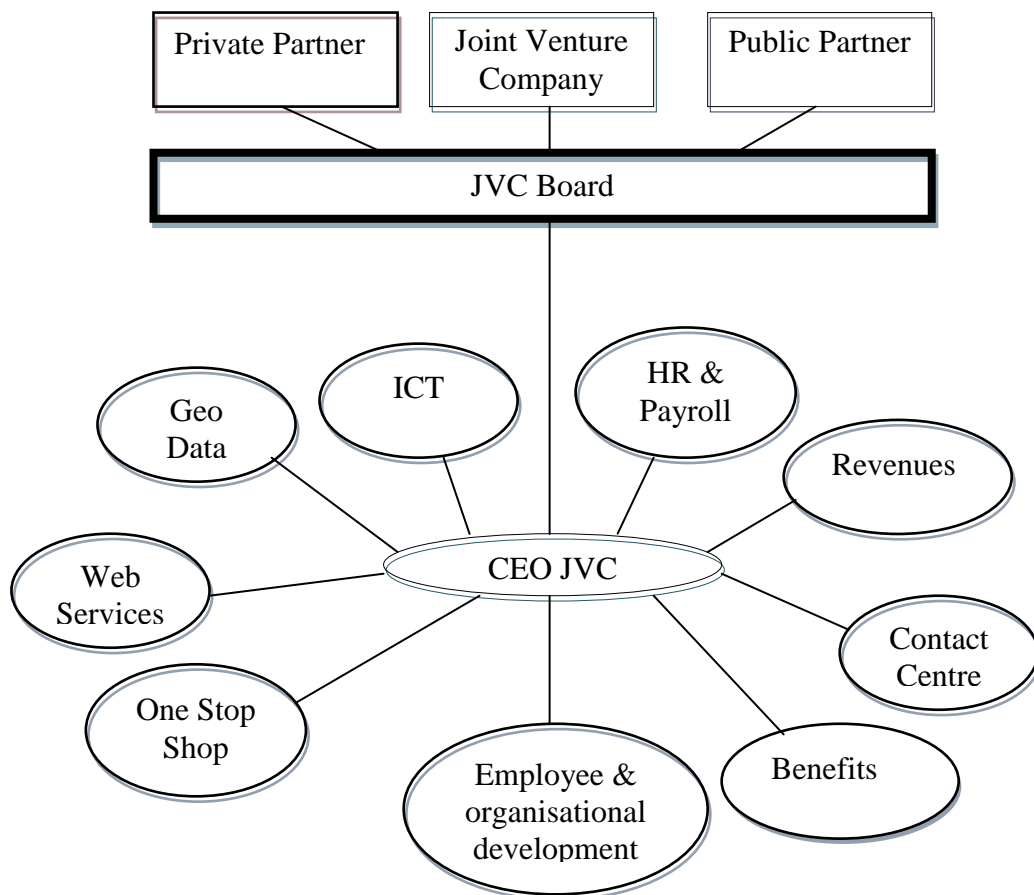 Private Partner
Joint Venture
Company
Public Partner
JVC Board
ICT
HR &
Payroll
Geo
Data
Revenues
CEO JVC
Web
Services
Contact
Centre
One Stop
Shop
Employee &
organisational
development
Benefits